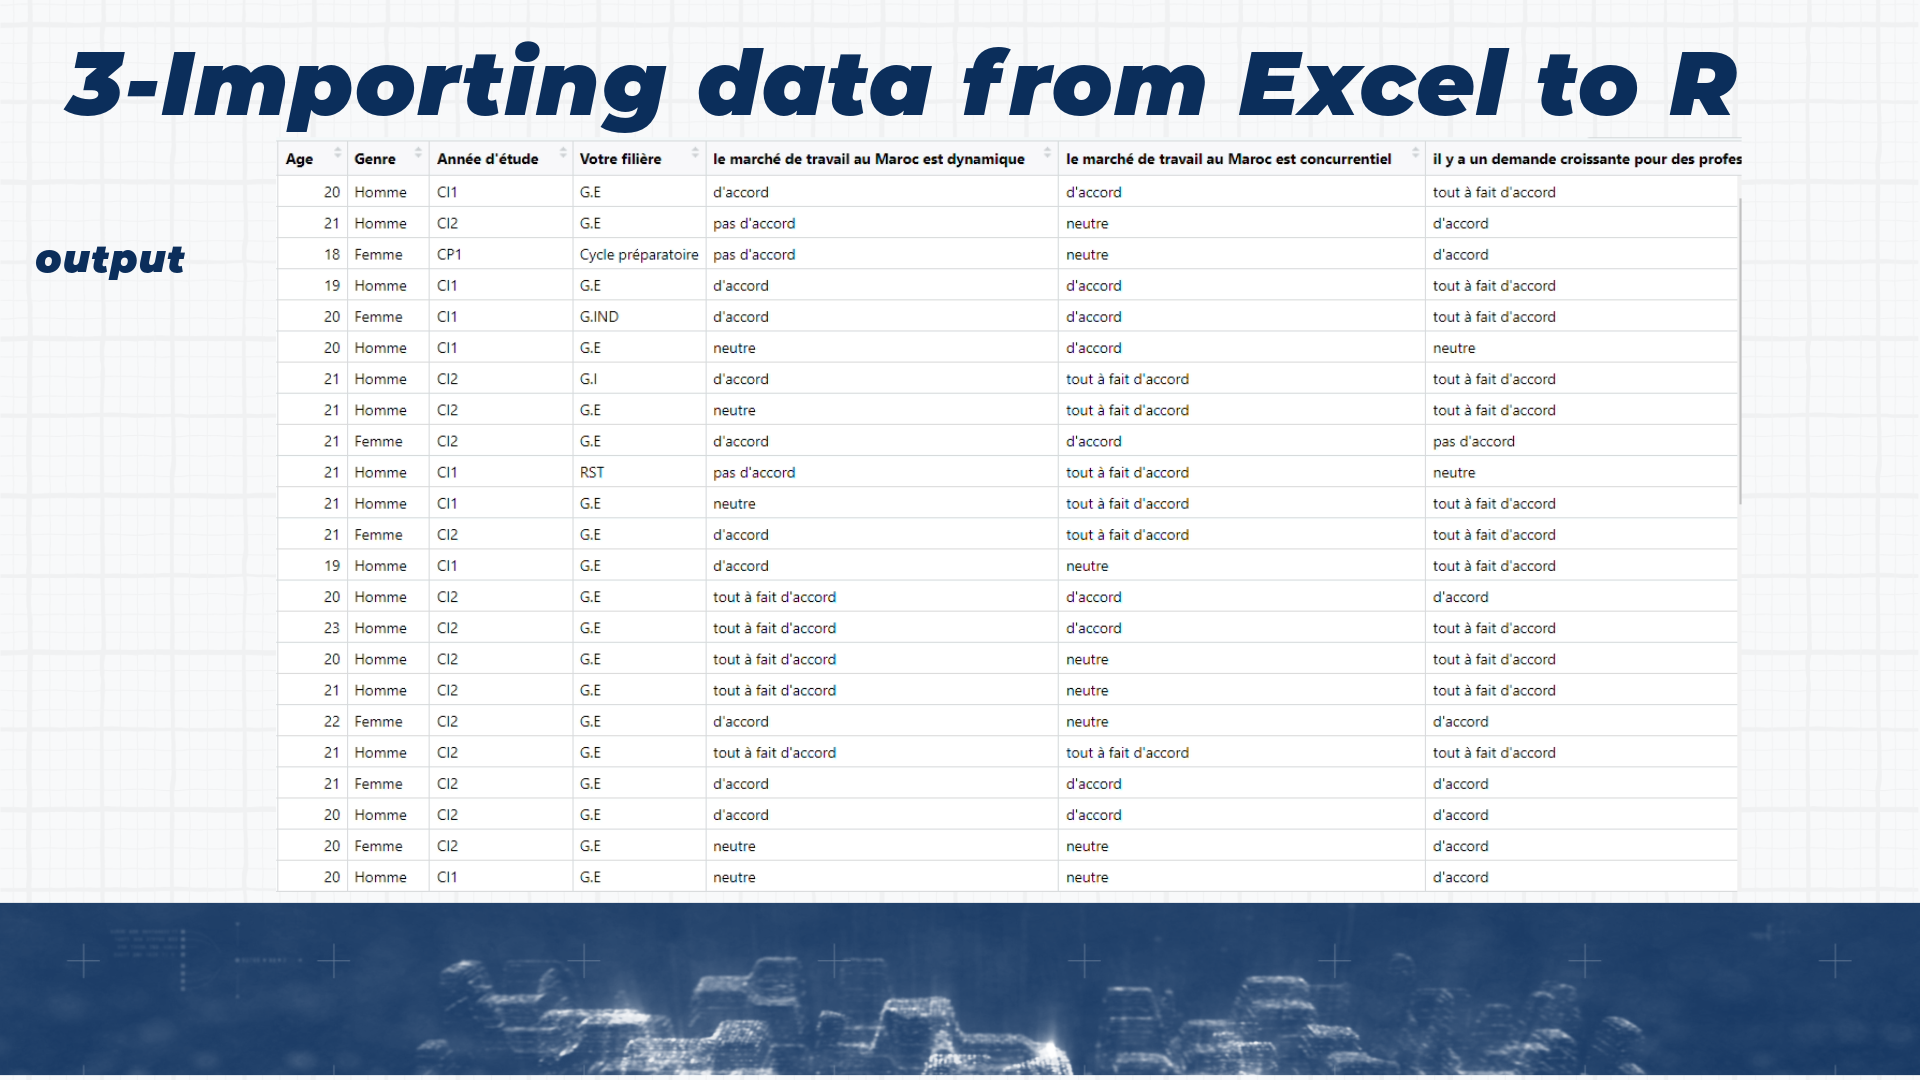 3-Importing data from Excel to R
output
Age Genre Année d'étude Votre filière le marché de travail au Maroc est dynamique le marché de travail au Maroc est concurrentiel il y a un demande croissante pour des profes
20 Homme CI1 G.E d'accord d'accord tout à fait d'accord
21 Homme CI2 G.E pas d'accord neutre d'accord
18 Femme CP1 Cycle préparatoire pas d'accord neutre d'accord
19 Homme CI1 G.E d'accord d'accord tout à fait d'accord
20 Femme CI1 G.IND d'accord d'accord tout à fait d'accord
20 Homme CI1 G.E neutre d'accord neutre
21 Homme CI2 G.I d'accord tout à fait d'accord tout à fait d'accord
21 Homme CI2 G.E neutre tout à fait d'accord tout à fait d'accord
21 Femme CI2 G.E d'accord d'accord pas d'accord
21 Homme CI1 RST pas d'accord tout à fait d'accord neutre
21 Homme CI1 G.E neutre tout à fait d'accord tout à fait d'accord
21 Femme CI2 G.E d'accord tout à fait d'accord tout à fait d'accord
19 Homme CI1 G.E d'accord neutre tout à fait d'accord
20 Homme CI2 G.E tout à fait d'accord d'accord d'accord
23 Homme CI2 G.E tout à fait d'accord d'accord tout à fait d'accord
20 Homme CI2 G.E tout à fait d'accord neutre tout à fait d'accord
21 Homme CI2 G.E tout à fait d'accord neutre tout à fait d'accord
22 Femme CI2 G.E d'accord neutre d'accord
21 Homme CI2 G.E tout à fait d'accord tout à fait d'accord tout à fait d'accord
21 Femme CI2 G.E d'accord d'accord d'accord
20 Homme CI2 G.E d'accord d'accord d'accord
20 Femme CI2 G.E neutre neutre d'accord
20 Homme CI1 G.E neutre neutre d'accord